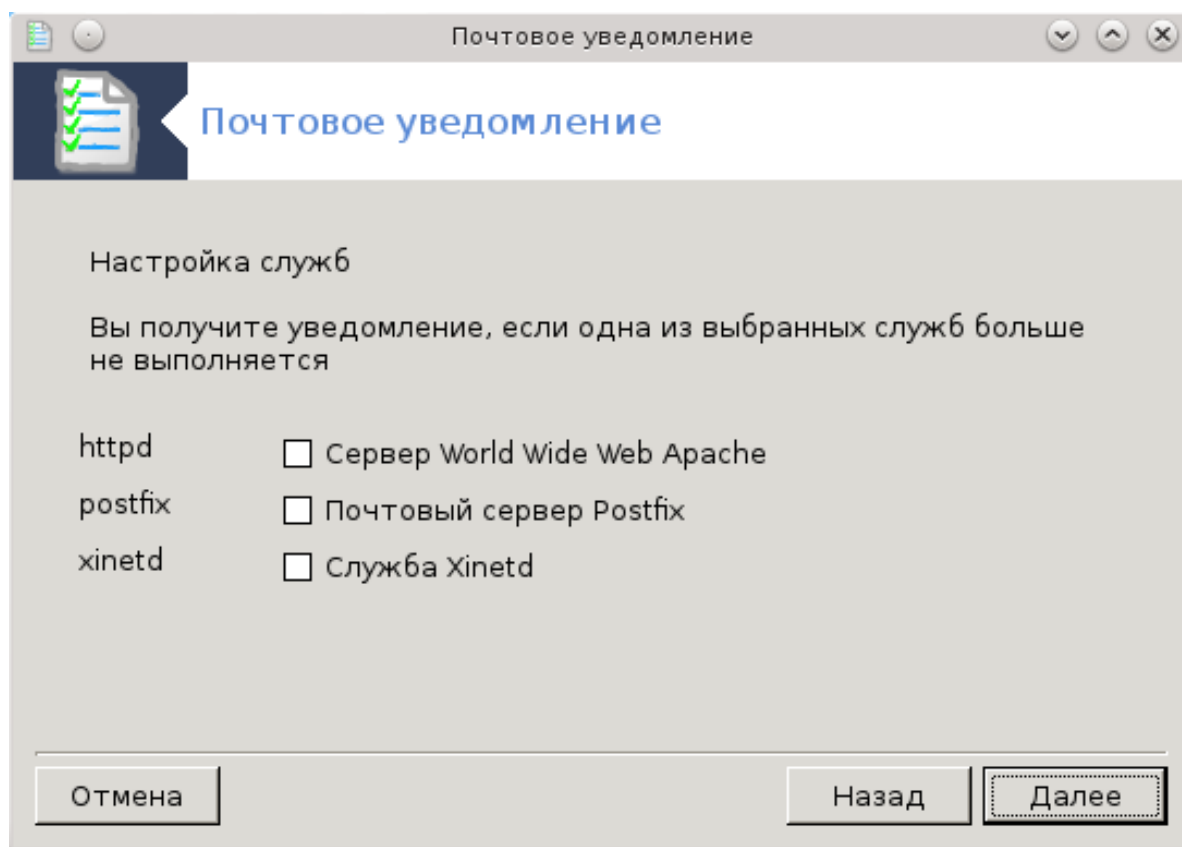 Почтовое уведомление
Почтовое уведомление
Настройка служб
Вы получите уведомление, если одна из выбранных служб больше
не выполняется
httpd Сервер World Wide Web Apache
postfix Почтовый сервер Postfix
xinetd Служба Xinetd
Отмена Назад Далее